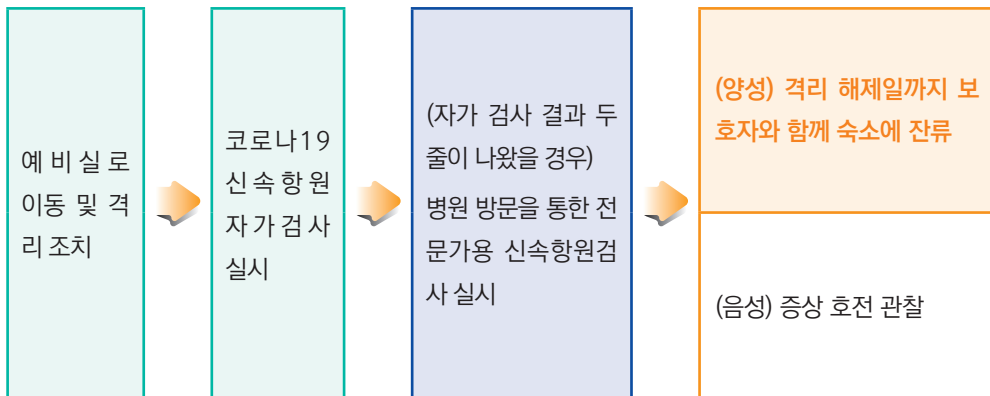 예비실로
이동 및 격
리 조치
코로나19
신속항원
자가검사
실시
(자가 검사 결과 두
줄이 나왔을 경우)
병원 방문을 통한 전
문가용 신속항원검
사 실시
(양성) 격리 해제일까지 보
호자와 함께 숙소에 잔류
(음성) 증상 호전 관찰